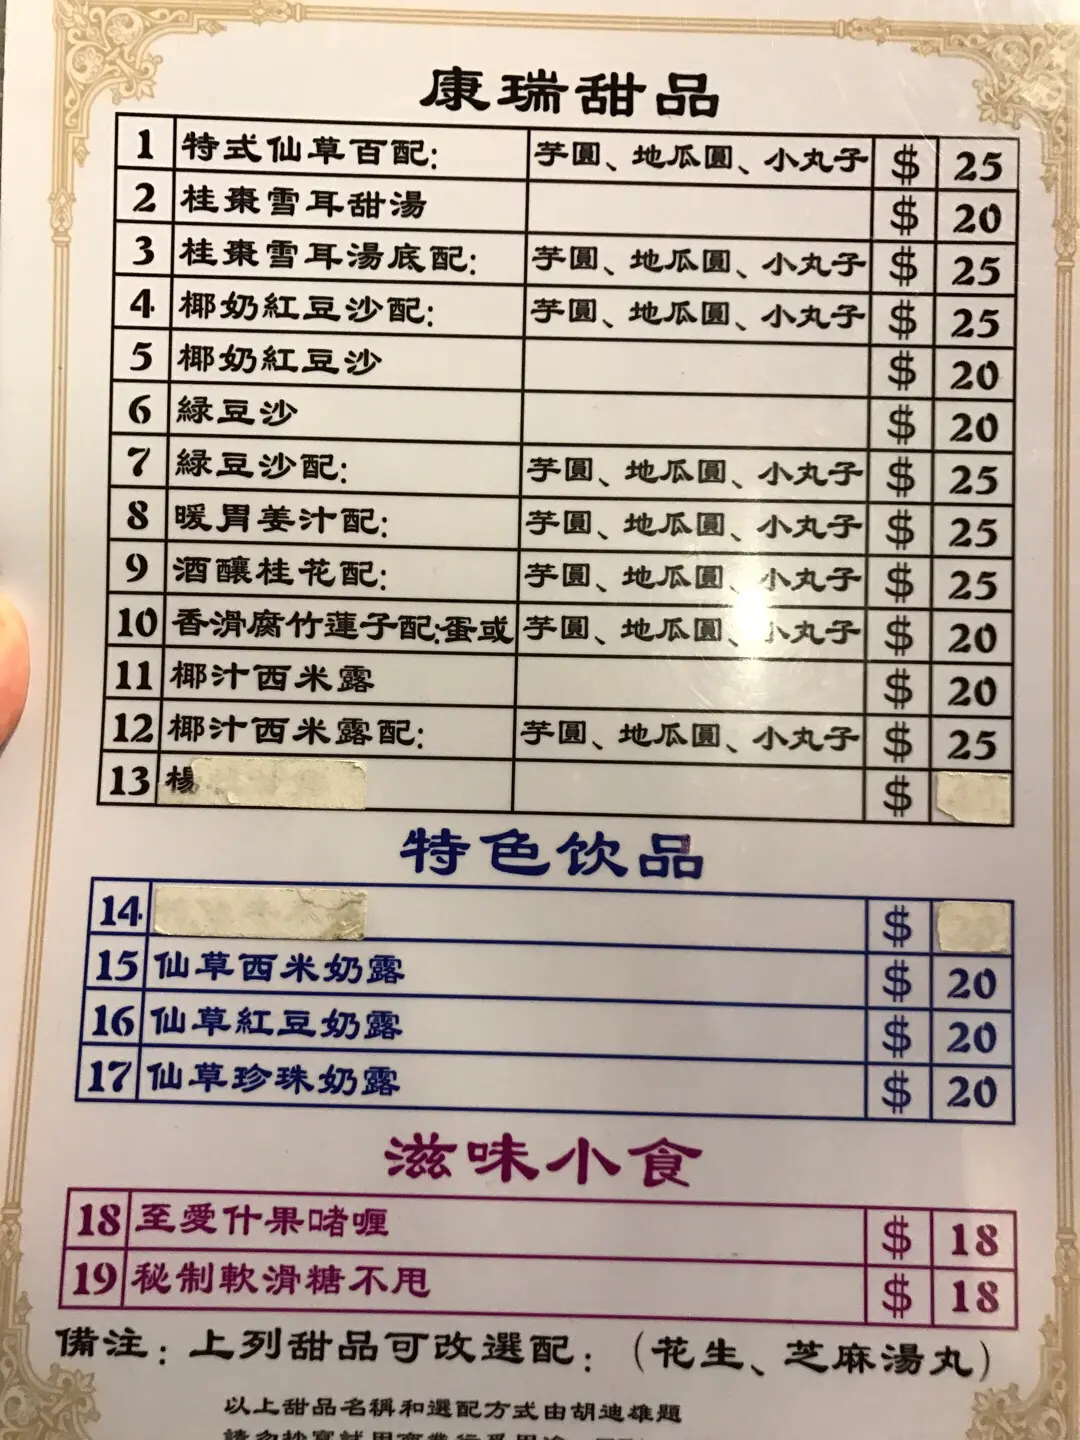 康瑞甜品
1 特式仙草百配: 芋圓、地瓜圓、小丸子 $ 25
2 桂棗雪耳甜湯 $ 20
3 桂棗雪耳湯底配: 芋圓、地瓜圓、小丸子 $ 25
4 椰奶紅豆沙配: 芋圓、地瓜圓、小丸子 $ 25
5 椰奶紅豆沙 $ 20
6 綠豆沙 $ 20
7 綠豆沙配: 芋圓、地瓜圓、小丸子 $ 25
8 暖胃姜汁配: 芋圓、地瓜圓、小丸子 $ 25
9 酒釀桂花配: 芋圓、地瓜圓、小丸子 $ 25
10 香滑腐竹蓮子配:蛋或 芋圓、地瓜圓、小丸子 $ 20
11 椰汁西米露 $ 20
12 椰汁西米露配: 芋圓、地瓜圓、小丸子 $ 25
13 楊 $
特色饮品
14 $
15 仙草西米奶露 $ 20
16 仙草紅豆奶露 $ 20
17 仙草珍珠奶露 $ 20
滋味小食
18 至愛什果啫喱 $ 18
19 秘制軟滑糖不甩 $ 18
備注：上列甜品可改選配：（花生、芝麻湯丸）
以上甜品名稱和選配方式由胡迪雄題